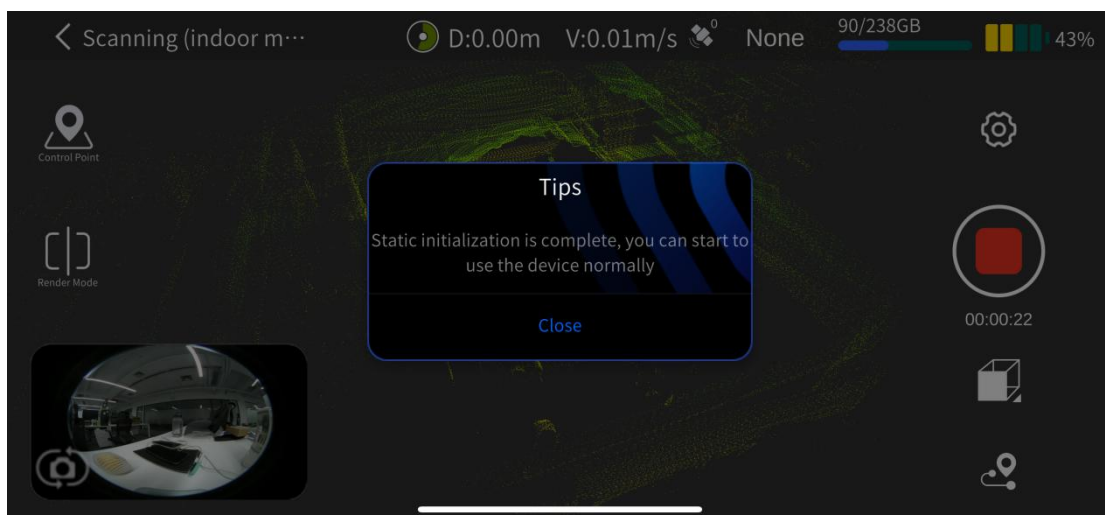 Scanning (indoor m···
D:0.00m
V:0.01m/s
0
None
90/238GB
43%
Control Point
Tips
Static initialization is complete, you can start to
use the device normally
Render Mode
Close
00:00:22